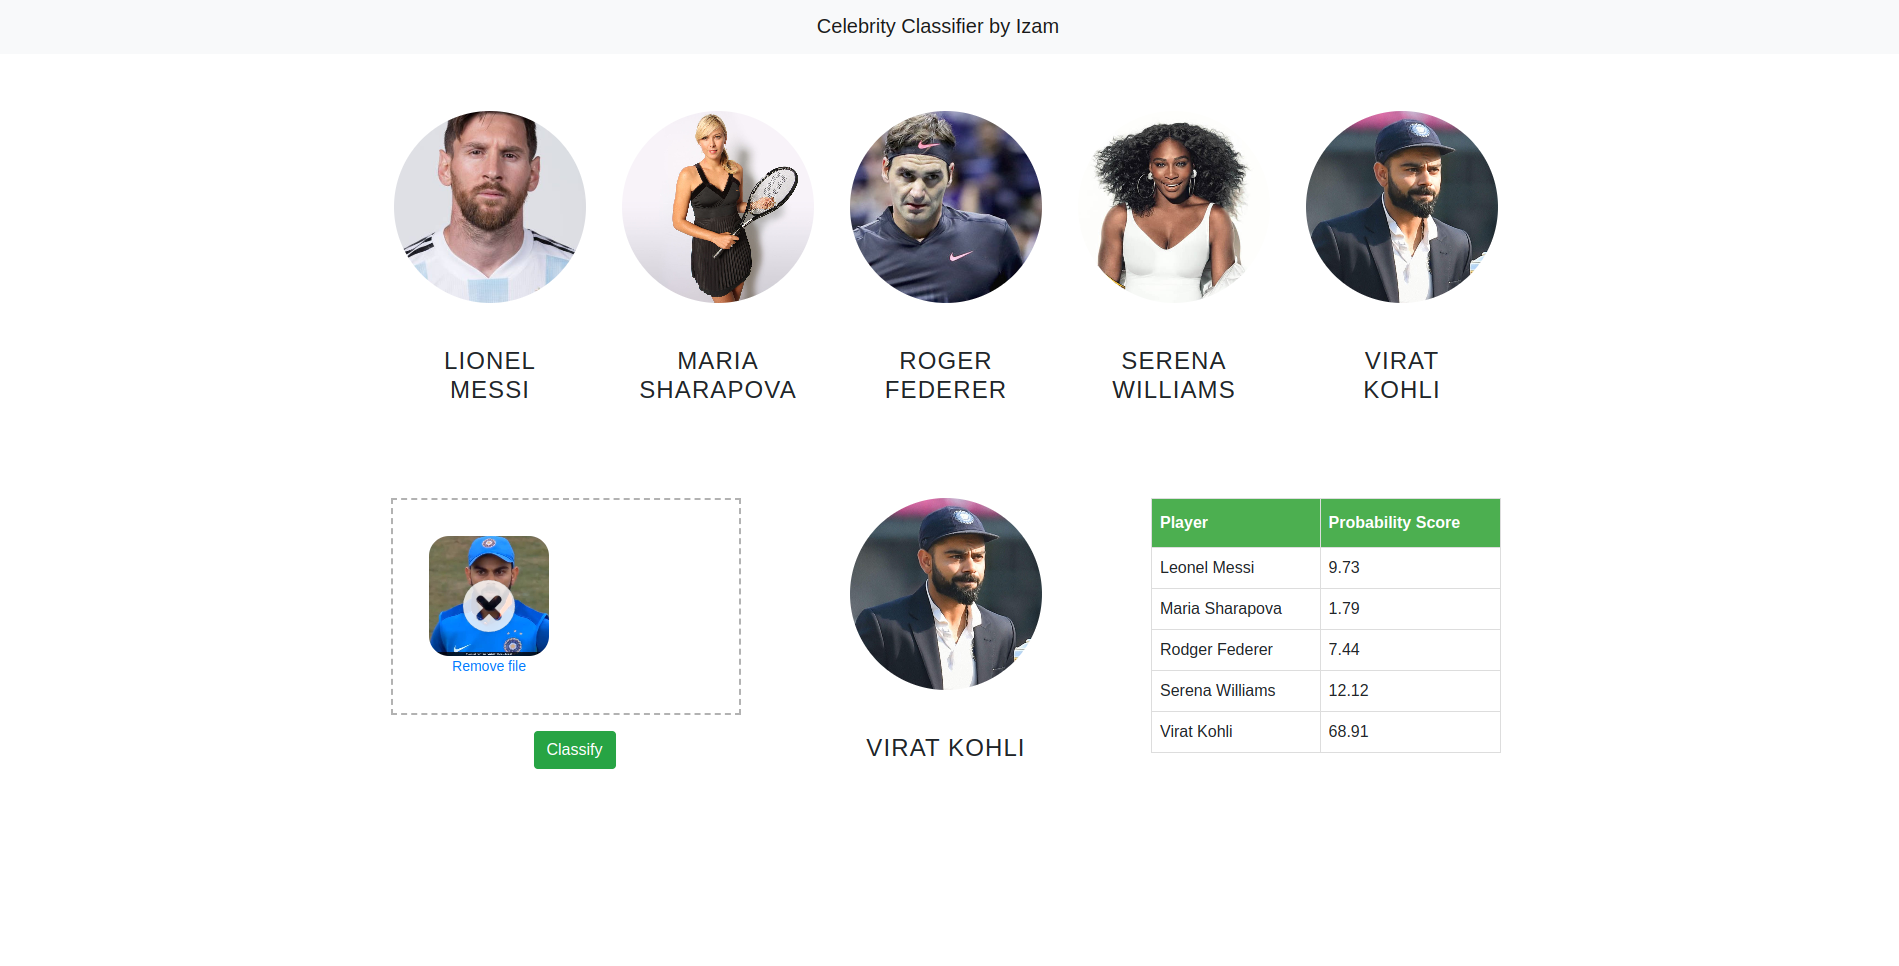 Celebrity Classifier by Izam
LIONEL
MESSI
MARIA
SHARAPOVA
ROGER
FEDERER
SERENA
WILLIAMS
VIRAT
KOHLI
Remove file
Classify
VIRAT KOHLI
Player Probability Score
Leonel Messi 9.73
Maria Sharapova 1.79
Rodger Federer 7.44
Serena Williams 12.12
Virat Kohli 68.91